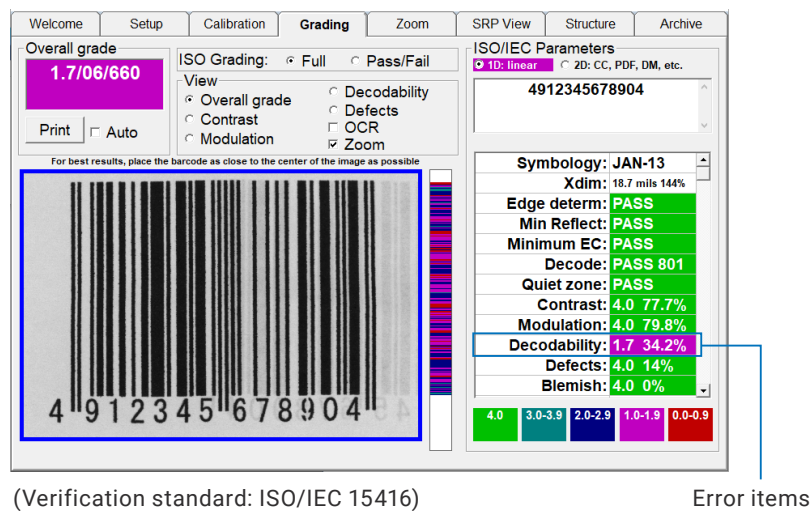 Welcome Setup Calibration Grading Zoom SRP View Structure Archive
Overall grade
1.7/06/660
Print Auto
ISO Grading: Full Pass/Fail
View
Overall grade
Contrast
Modulation
Decodability
Defects
OCR
Zoom
For best results, place the barcode as close to the center of the image as possible
4 912345 678904
ISO/IEC Parameters
1D: linear 2D: CC, PDF, DM, etc.
4912345678904
Symbology: JAN-13
Xdim: 18.7 mils 144%
Edge determ: PASS
Min Reflect: PASS
Minimum EC: PASS
Decode: PASS 801
Quiet zone: PASS
Contrast: 4.0 77.7%
Modulation: 4.0 79.8%
Decodability: 1.7 34.2%
Defects: 4.0 14%
Blemish: 4.0 0%
4.0 3.0-3.9 2.0-2.9 1.0-1.9 0.0-0.9
(Verification standard: ISO/IEC 15416)
Error items